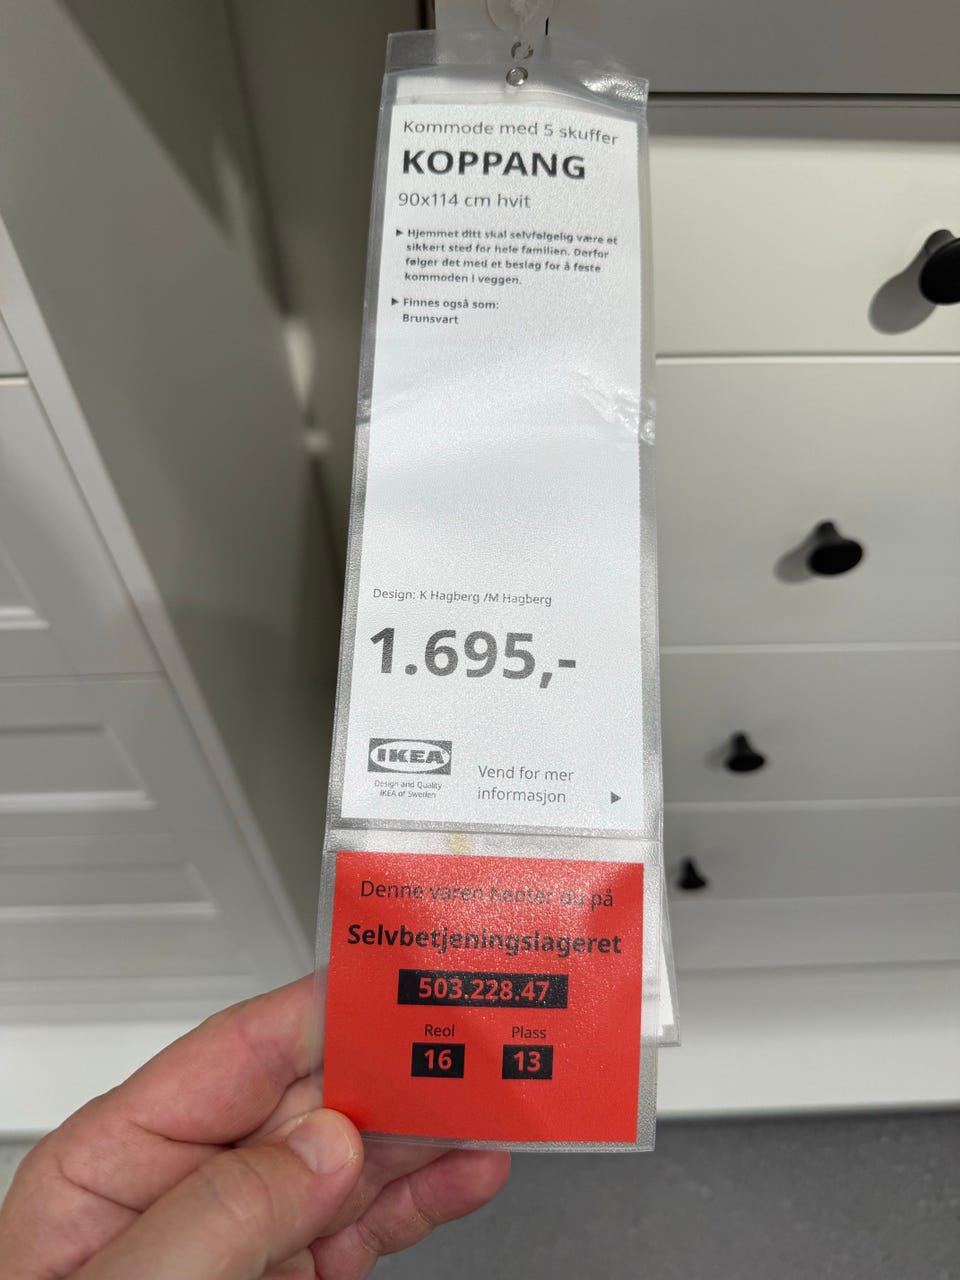 Kommode med 5 skuffer
KOPPANG
90x114 cm hvit
▶ Hjemmet ditt skal selvfølgelig være et
sikkert sted for hele familien. Derfor
følger det med et beslag for å feste
kommoden i veggen.
▶ Finnes også som:
Brunsvart
Design: K Hagberg /M Hagberg
1.695,-
IKEA
Design and Quality
IKEA of Sweden
Vend for mer
informasjon ▶
Denne varen henter du på
Selvbetjeningslageret
503.228.47
Reol Plass
16 13